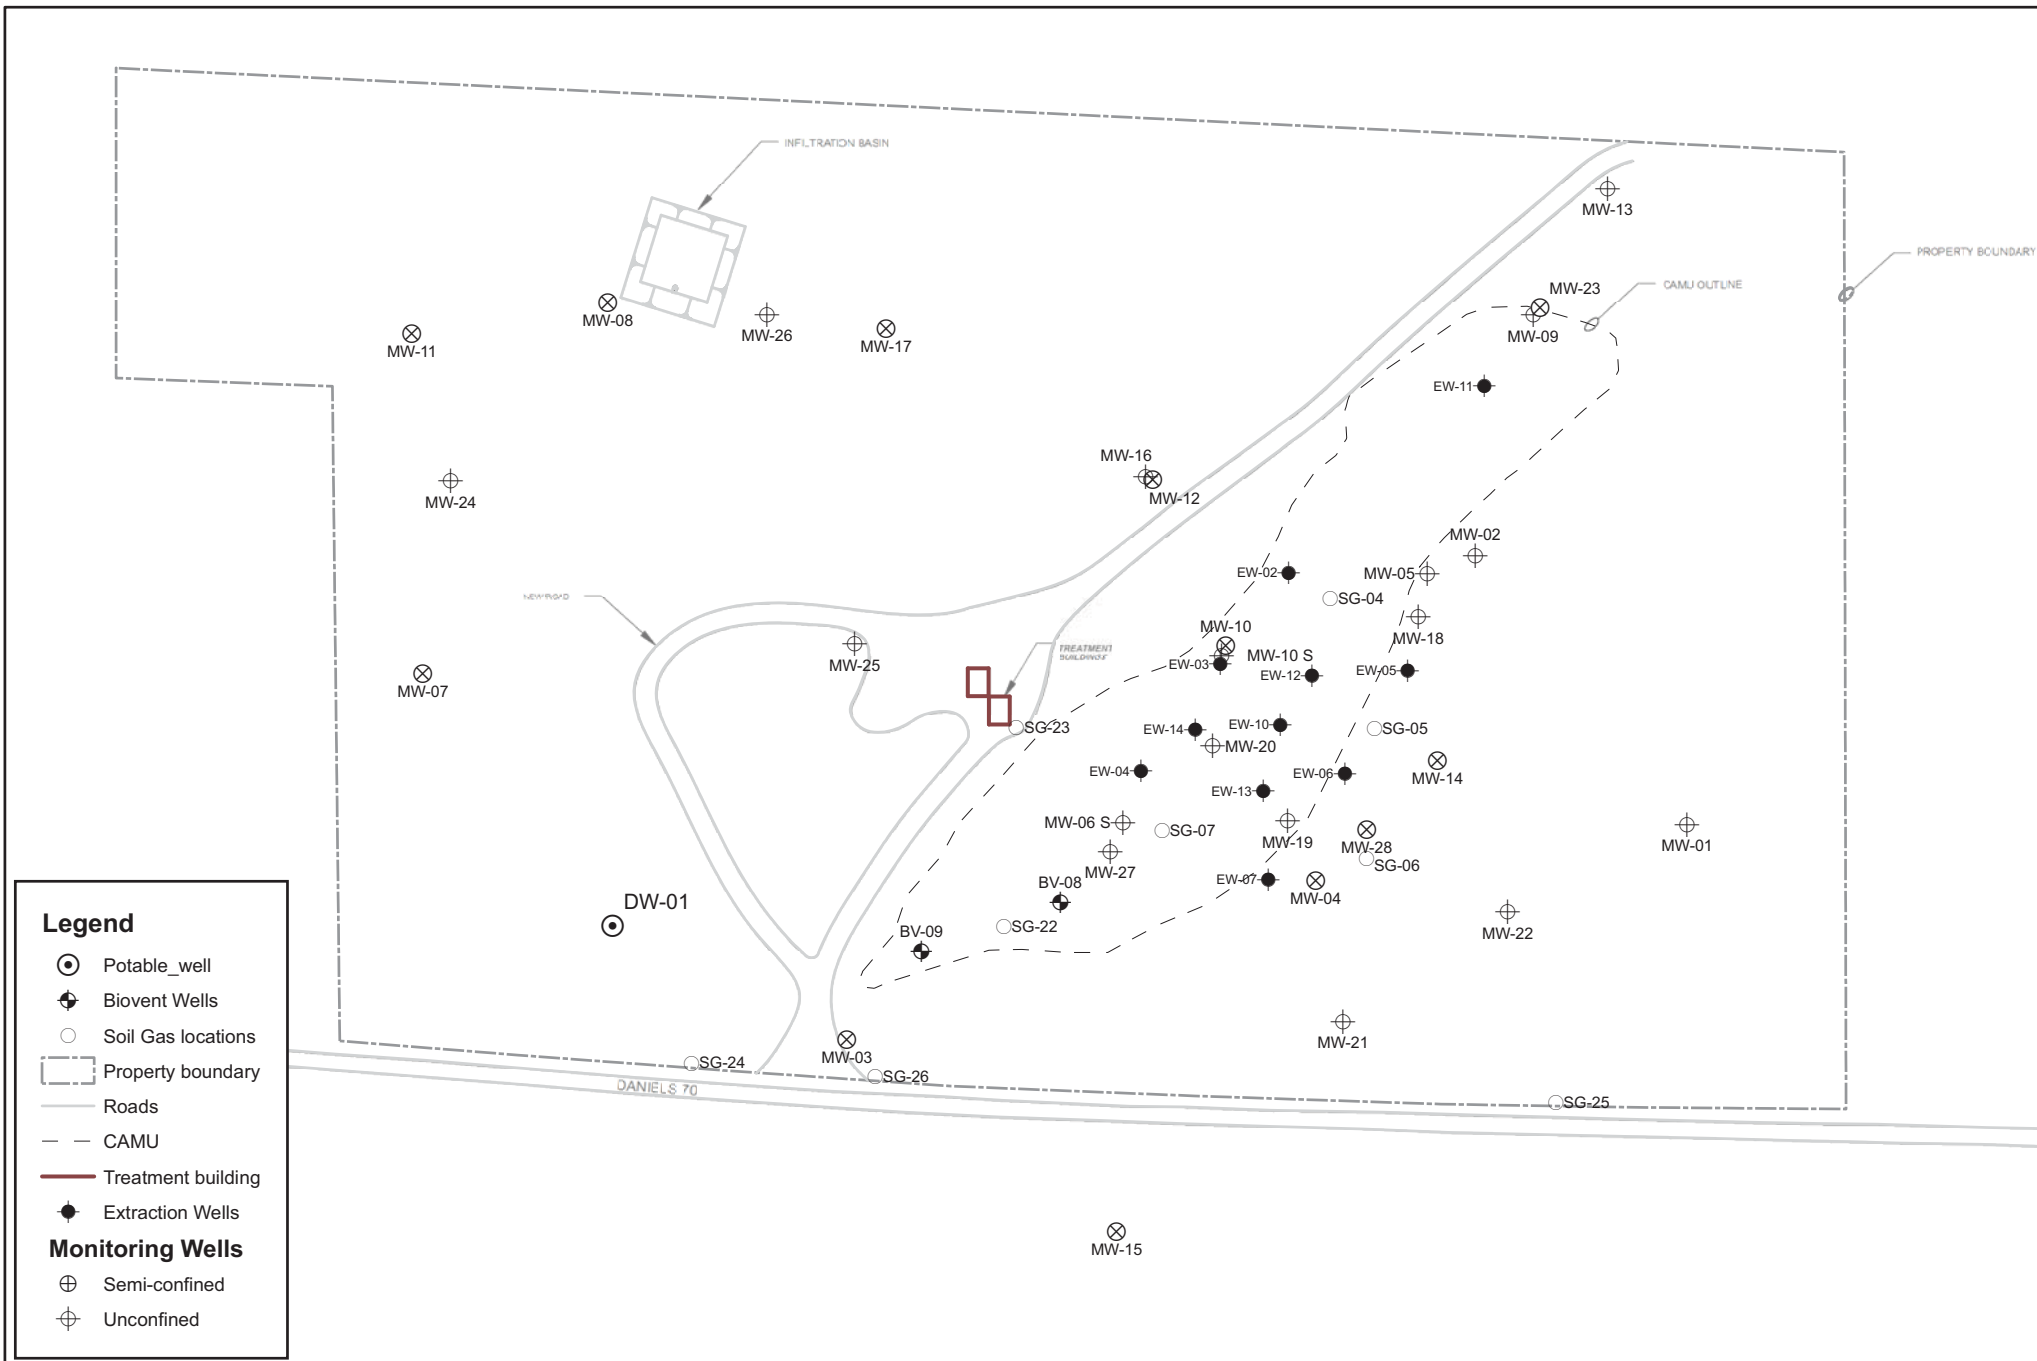 INFILTRATION BASIN
MW-13
PROPERTY BOUNDARY
CAMU OUTLINE
MW-23
MW-09
MW-08
MW-26
MW-17
MW-11
EW-11
MW-16
MW-12
MW-24
MW-02
EW-02
MW-05
SG-04
NEW ROAD
MW-18
MW-10
MW-10 S
TREATMENT
BUILDINGS
MW-25
EW-03
EW-12
EW-05
MW-07
SG-23
EW-14
EW-10
SG-05
MW-20
EW-04
EW-06
MW-14
EW-13
MW-06 S
SG-07
MW-19
MW-28
MW-01
SG-06
MW-27
BV-08
EW-07
MW-04
DW-01
SG-22
MW-22
BV-09
MW-21
MW-03
SG-24
SG-26
DANIELS 70
SG-25
MW-15
Legend
Potable_well
Biovent Wells
Soil Gas locations
Property boundary
Roads
CAMU
Treatment building
Extraction Wells
Monitoring Wells
Semi-confined
Unconfined